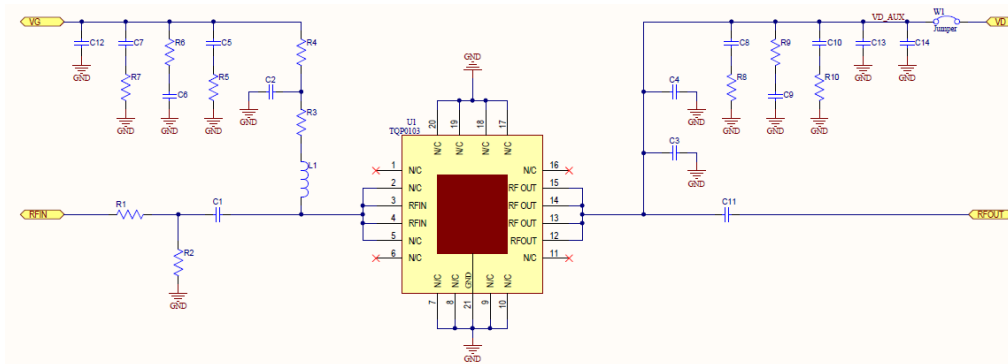 VG
C12
GND
C7
R7
GND
R6
C6
GND
C5
R5
GND
R4
C2
GND
R3
L1
RFIN
R1
R2
GND
C1
GND
U1
TQP0103
20
19
18
17
N/C
N/C
N/C
N/C
1
N/C
2
N/C
3
RFIN
4
RFIN
5
N/C
6
N/C
N/C
16
RF OUT
15
RF OUT
14
RF OUT
13
RFOUT
12
N/C
11
N/C
N/C
GND
N/C
N/C
7
8
21
9
10
GND
C4
GND
C3
GND
C8
R8
GND
R9
C9
GND
C10
R10
GND
C13
GND
VD_AUX
C14
GND
W1
Jumper
VD
C11
RFOUT